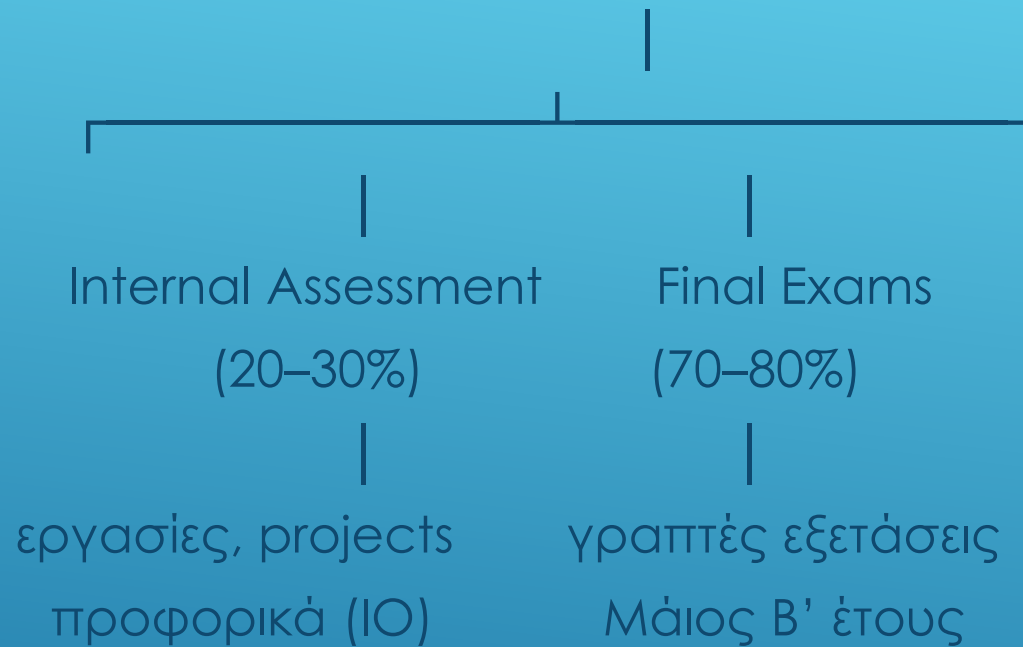 Internal Assessment Final Exams
(20–30%) (70–80%)
εργασίες, projects γραπτές εξετάσεις
προφορικά (IO) Μάιος Β’ έτους